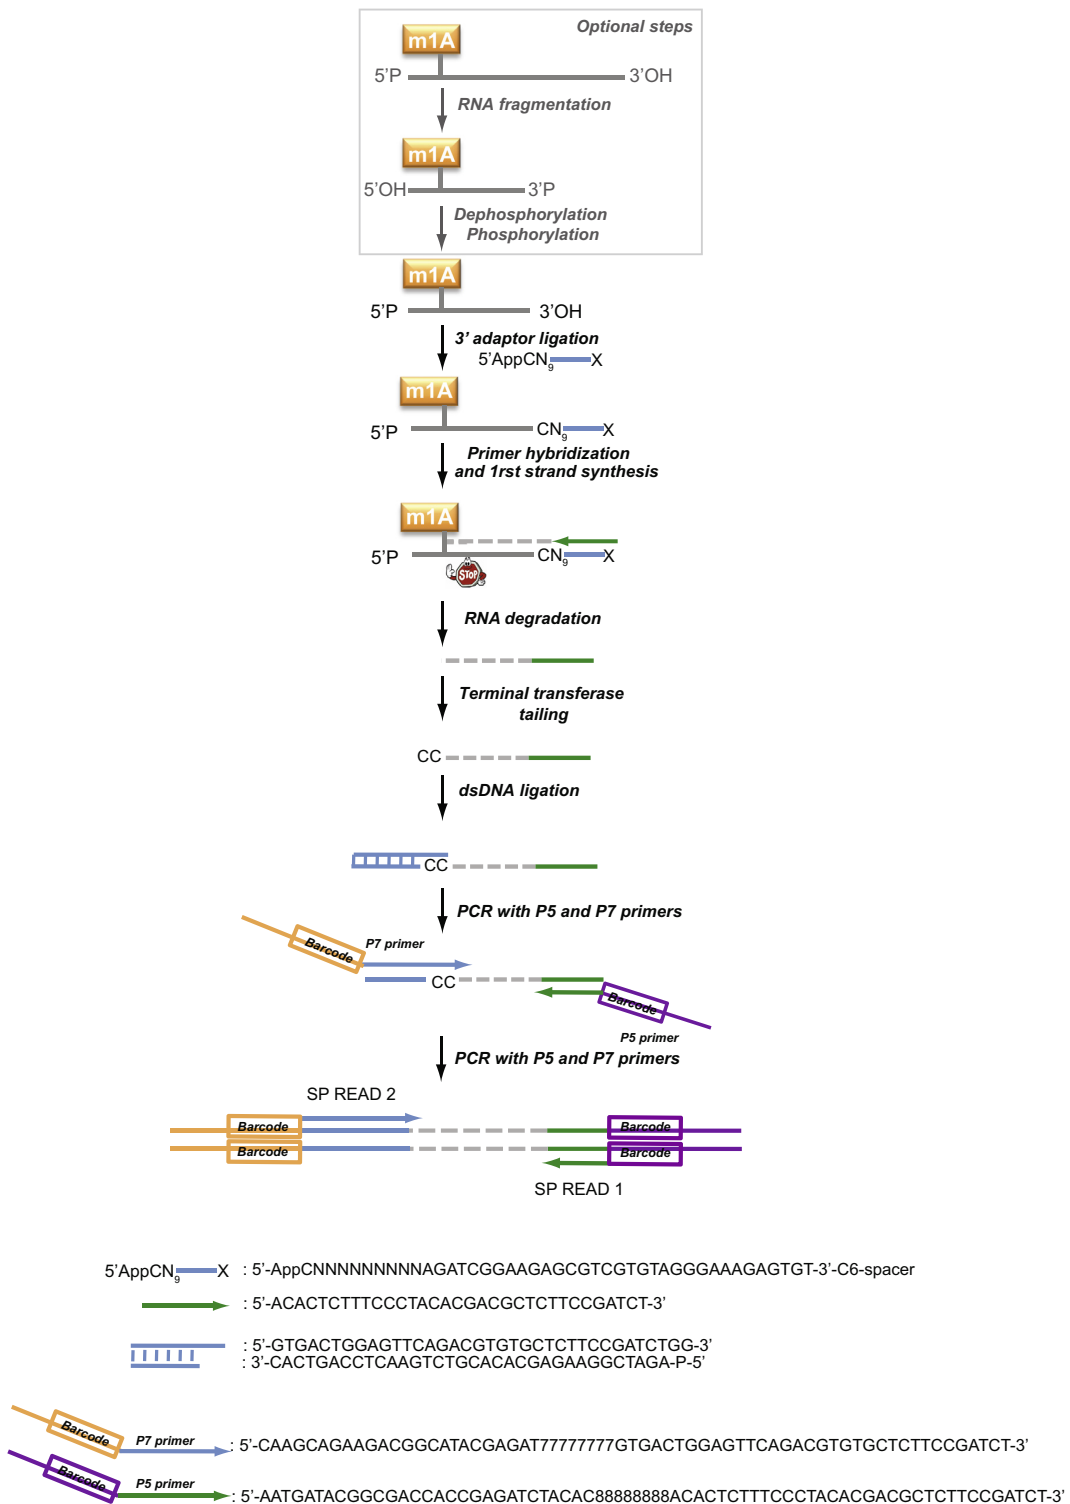 Optional steps
m1A
5'P 3'OH
RNA fragmentation
m1A
5'OH 3'P
Dephosphorylation
Phosphorylation
m1A
5'P 3'OH
3' adaptor ligation
5'AppCN9 X
m1A
5'P CN9 X
Primer hybridization
and 1rst strand synthesis
m1A
5'P CN9 X
STOP
RNA degradation
Terminal transferase
tailing
CC
dsDNA ligation
CC
PCR with P5 and P7 primers
Barcode P7 primer
CC
Barcode
P5 primer
PCR with P5 and P7 primers
SP READ 2
Barcode Barcode
Barcode Barcode
SP READ 1
5'AppCN9 X : 5'-AppCNNNNNNNNNAGATCGGAAGAGCGTCGTGTAGGGAAAGAGTGT-3'-C6-spacer
: 5'-ACACTCTTTCCCTACACGACGCTCTTCCGATCT-3'
: 5'-GTGACTGGAGTTCAGACGTGTGCTCTTCCGATCTGG-3'
: 3'-CACTGACCTCAAGTCTGCACACGAGAAGGCTAGA-P-5'
Barcode P7 primer : 5'-CAAGCAGAAGACGGCATACGAGAT77777777GTGACTGGAGTTCAGACGTGTGCTCTTCCGATCT-3'
Barcode P5 primer : 5'-AATGATACGGCGACCACCGAGATCTACAC88888888ACACTCTTTCCCTACACGACGCTCTTCCGATCT-3'